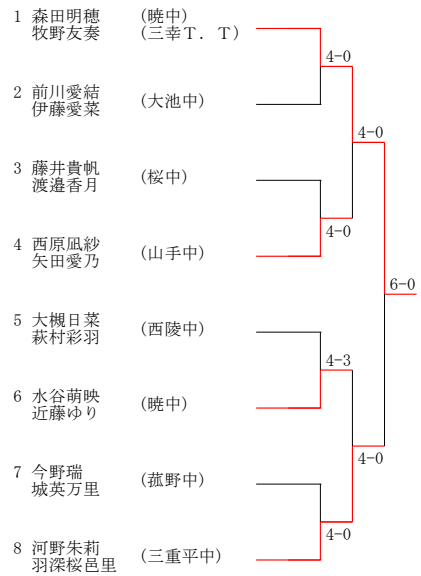 1 森田明穂 (暁中)
牧野友奏 (三幸Ｔ．Ｔ)
4-0
2 前川愛結 (大池中)
伊藤愛菜
4-0
3 藤井貴帆 (桜中)
渡邉香月
4-0
4 西原凪紗 (山手中)
矢田愛乃
6-0
5 大槻日菜 (西陵中)
萩村彩羽
4-3
6 水谷萌映 (暁中)
近藤ゆり
4-0
7 今野瑞 (菰野中)
城英万里
4-0
8 河野朱莉 (三重平中)
羽深桜邑里